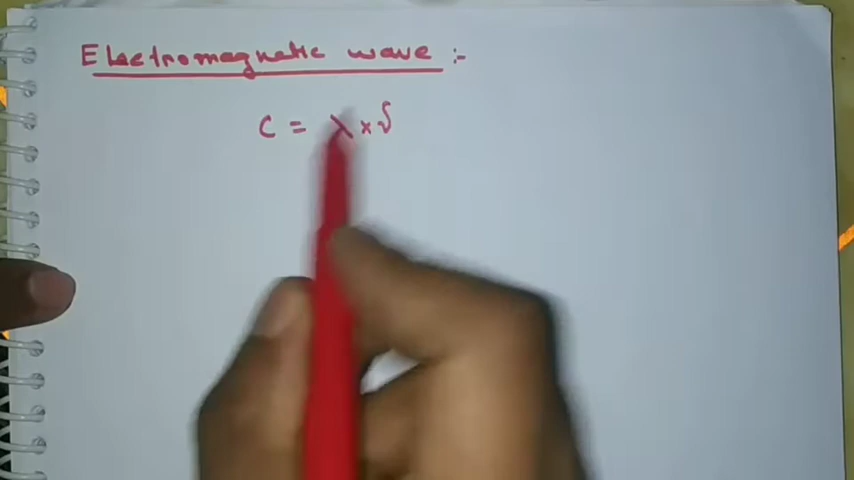 Electromagnetic wave :-
c = λ × ν